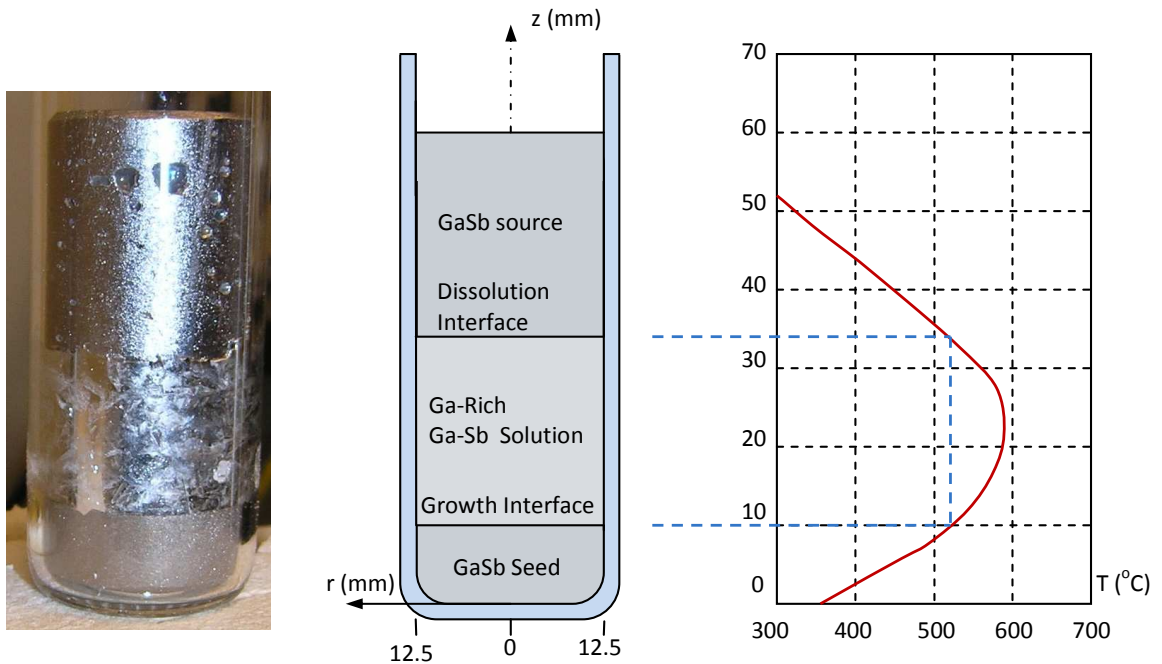 z (mm)
GaSb source
Dissolution
Interface
Ga-Rich
Ga-Sb Solution
Growth Interface
GaSb Seed
r (mm)
12.5
0
12.5
70
60
50
40
30
20
10
0
T (°C)
300
400
500
600
700